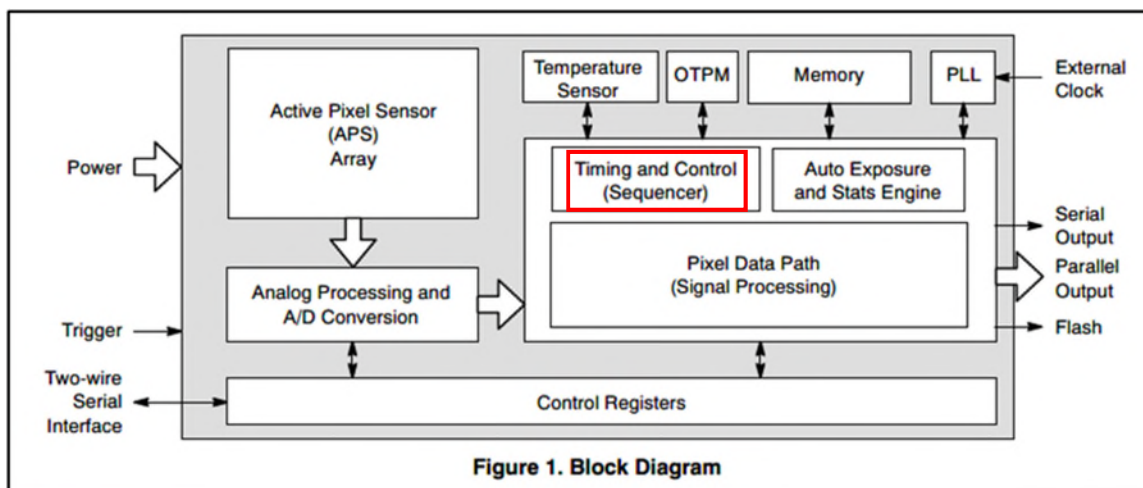 Power
Trigger
Two-wire
Serial
Interface
Active Pixel Sensor
(APS)
Array
Analog Processing and
A/D Conversion
Temperature
Sensor
OTPM
Memory
PLL
External
Clock
Timing and Control
(Sequencer)
Auto Exposure
and Stats Engine
Pixel Data Path
(Signal Processing)
Serial
Output
Parallel
Output
Flash
Control Registers
Figure 1. Block Diagram